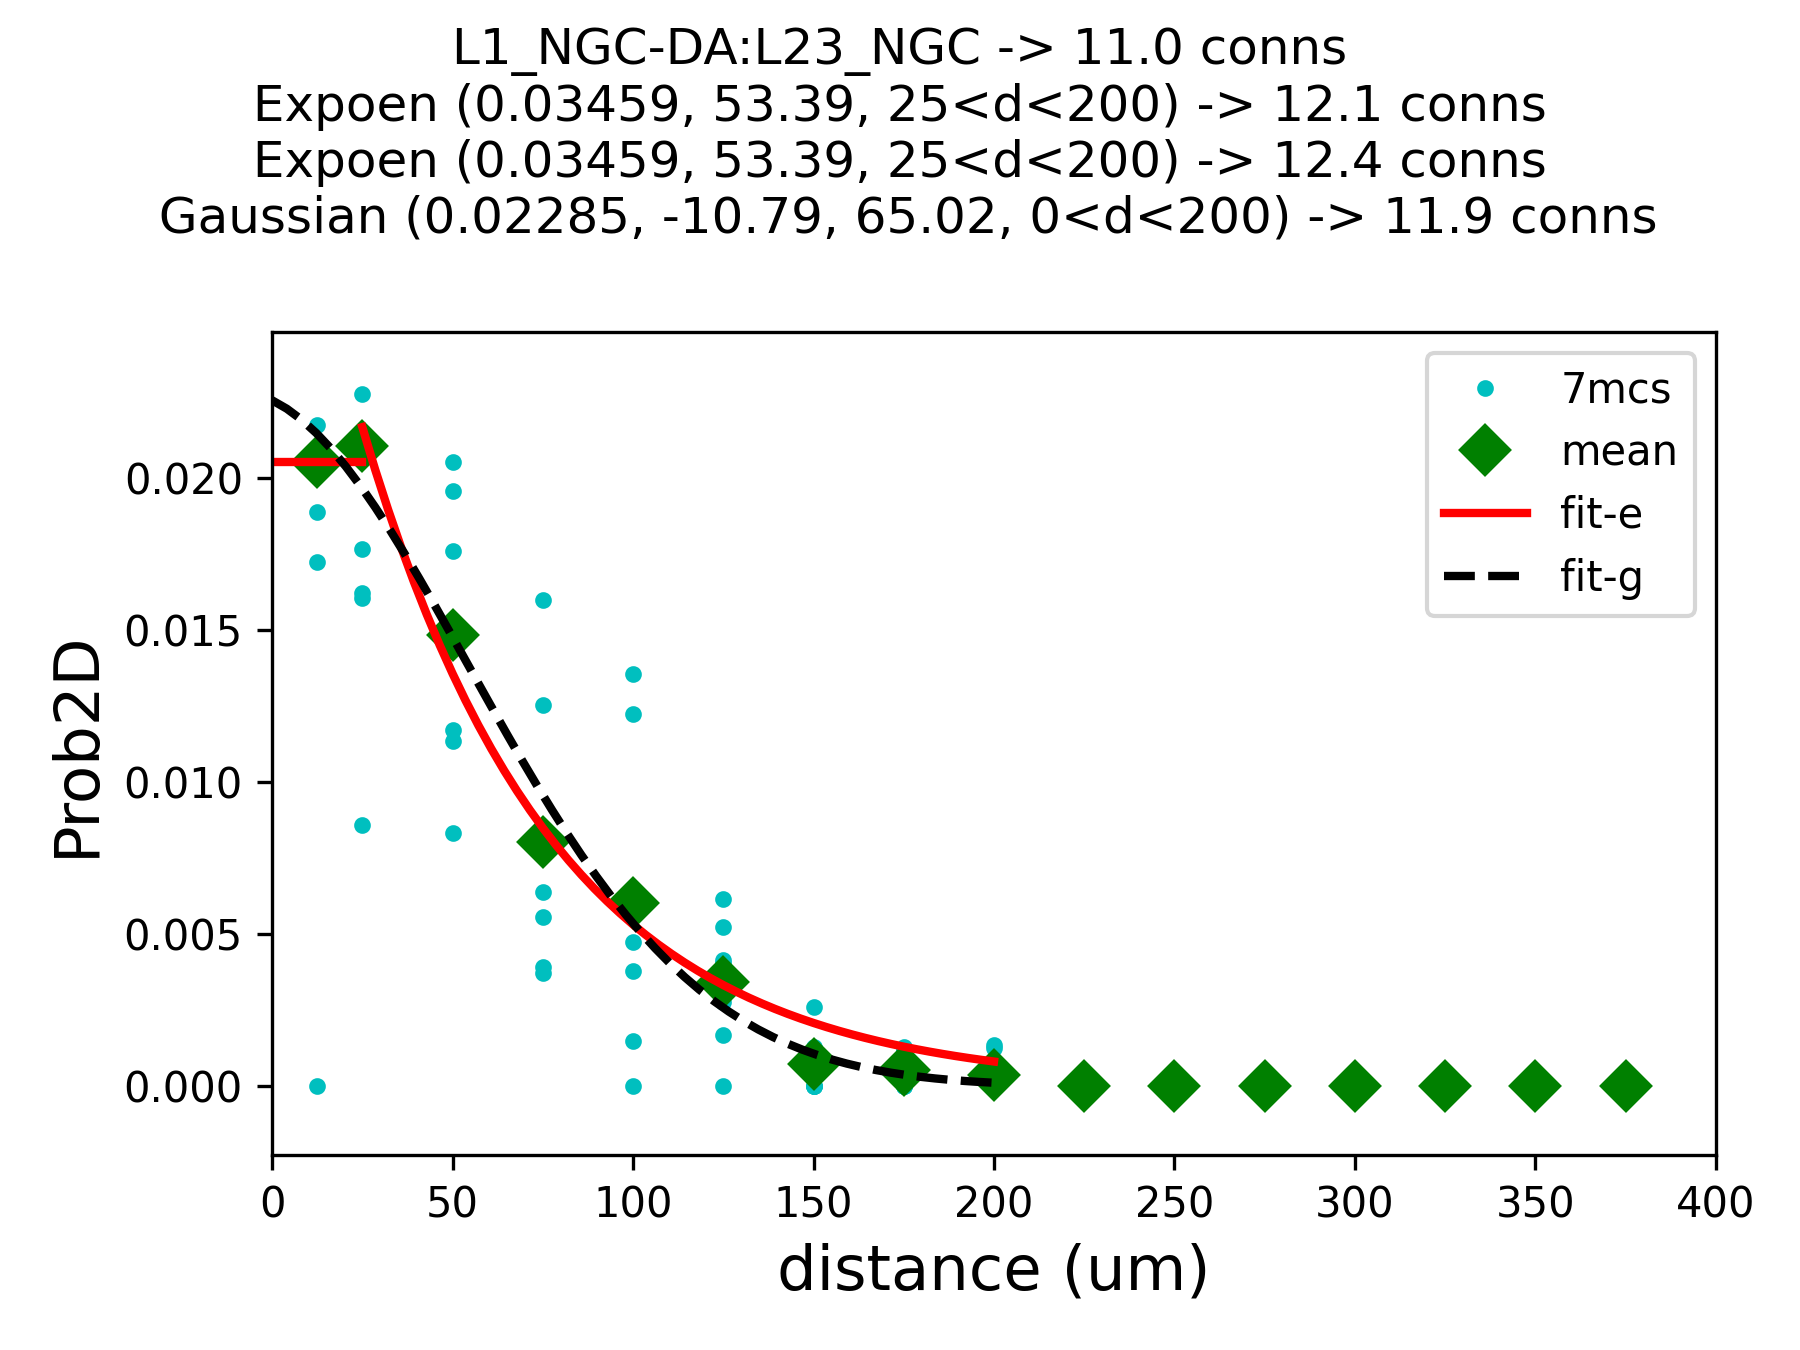 L1_NGC-DA:L23_NGC -> 11.0 conns
Expoen (0.03459, 53.39, 25<d<200) -> 12.1 conns
Expoen (0.03459, 53.39, 25<d<200) -> 12.4 conns
Gaussian (0.02285, -10.79, 65.02, 0<d<200) -> 11.9 conns
7mcs
mean
fit-e
fit-g
Prob2D
0.020
0.015
0.010
0.005
0.000
0 50 100 150 200 250 300 350 400
distance (um)